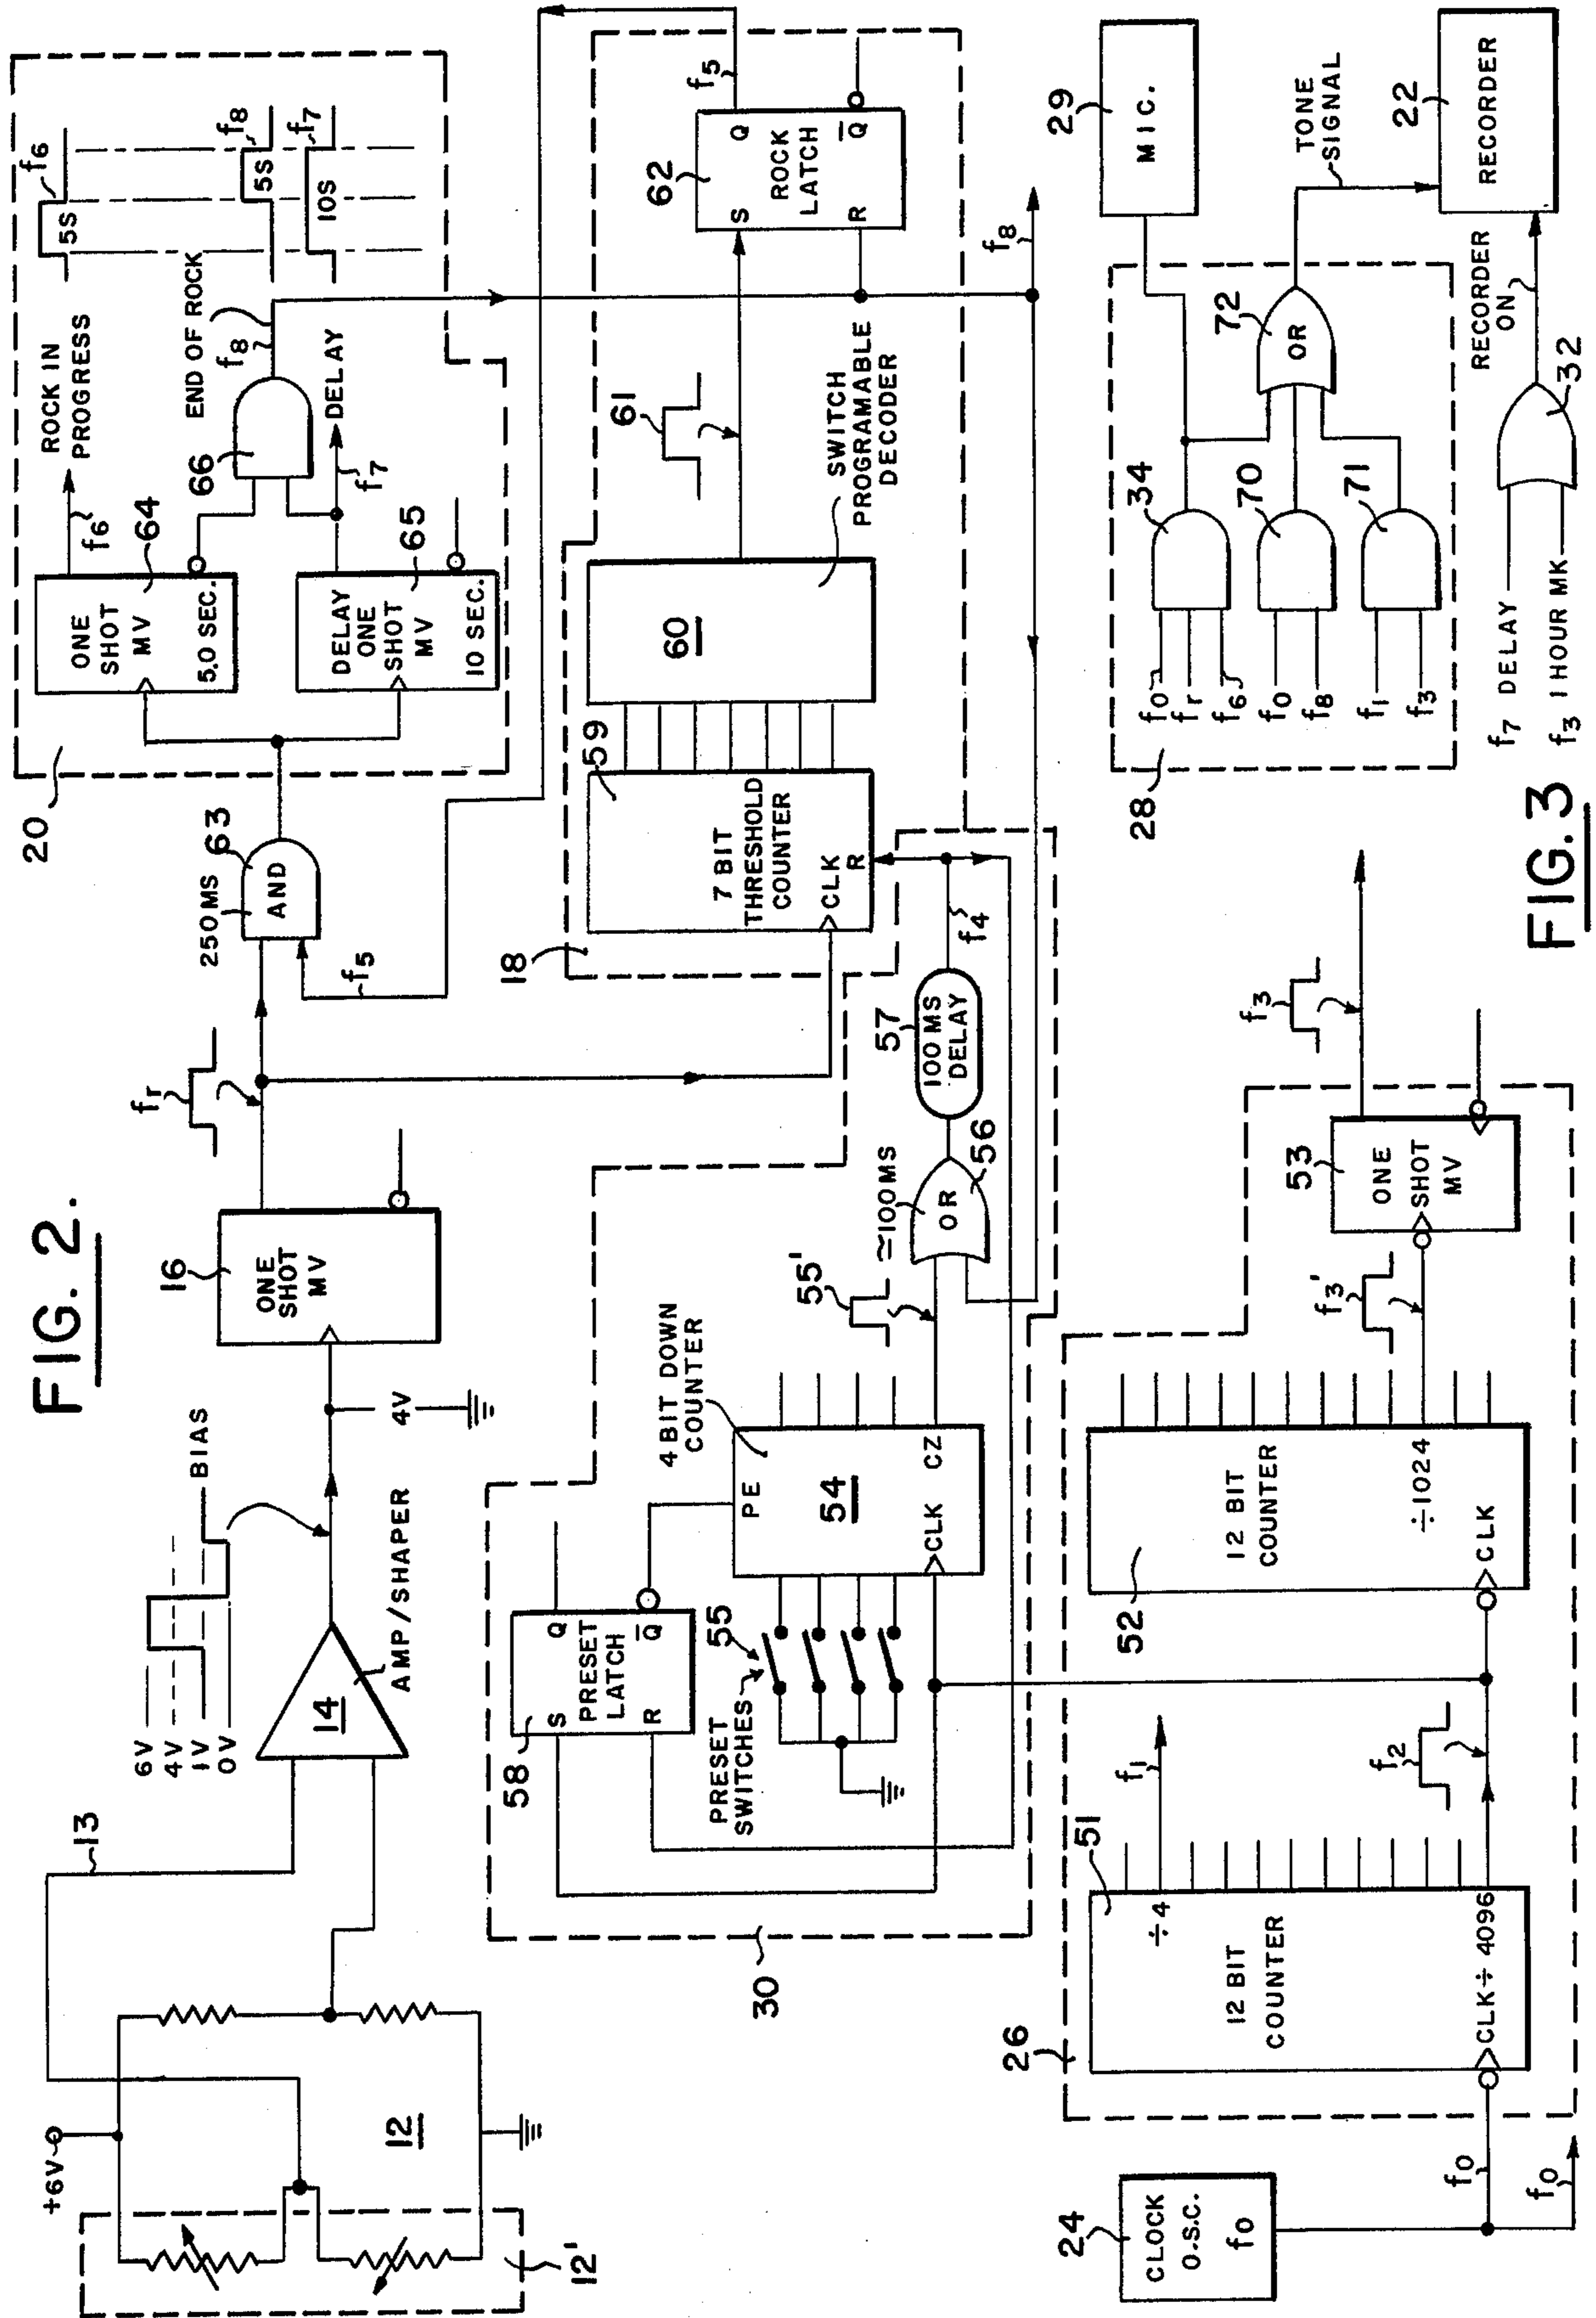 FIG. 2.
+6V
12
12'
13
6V
4V
1V
0V
BIAS
14
AMP/SHAPER
4V
16
ONE
SHOT
MV
fr
250MS
63
AND
f5
20
ONE
SHOT
MV
5.0 SEC.
64
f6
ROCK IN
PROGRESS
DELAY
ONE
SHOT
MV
10 SEC.
65
f7
DELAY
66
f8
END OF ROCK
5S
f6
5S
f8
10S
f7
18
59
7 BIT
THRESHOLD
COUNTER
CLK
R
60
SWITCH
PROGRAMABLE
DECODER
61
62
S
R
ROCK
LATCH
Q
Q̅
f5
f8
30
58
S
R
PRESET
LATCH
Q
Q̅
PRESET
SWITCHES
55
4 BIT DOWN
COUNTER
PE
54
CLK
CZ
55'
≃100MS
OR
56
57
100 MS
DELAY
f4
24
CLOCK
O.S.C.
f0
f0
f0
26
51
12 BIT
COUNTER
÷4
CLK÷4096
f1
f2
52
12 BIT
COUNTER
÷1024
CLK
f3'
53
ONE
SHOT
MV
f3
FIG. 3
28
f0
fr
f6
34
f0
f8
70
f1
f3
71
72
OR
29
MIC.
TONE
SIGNAL
22
RECORDER
RECORDER
ON
32
f7 DELAY
f3 1 HOUR MK